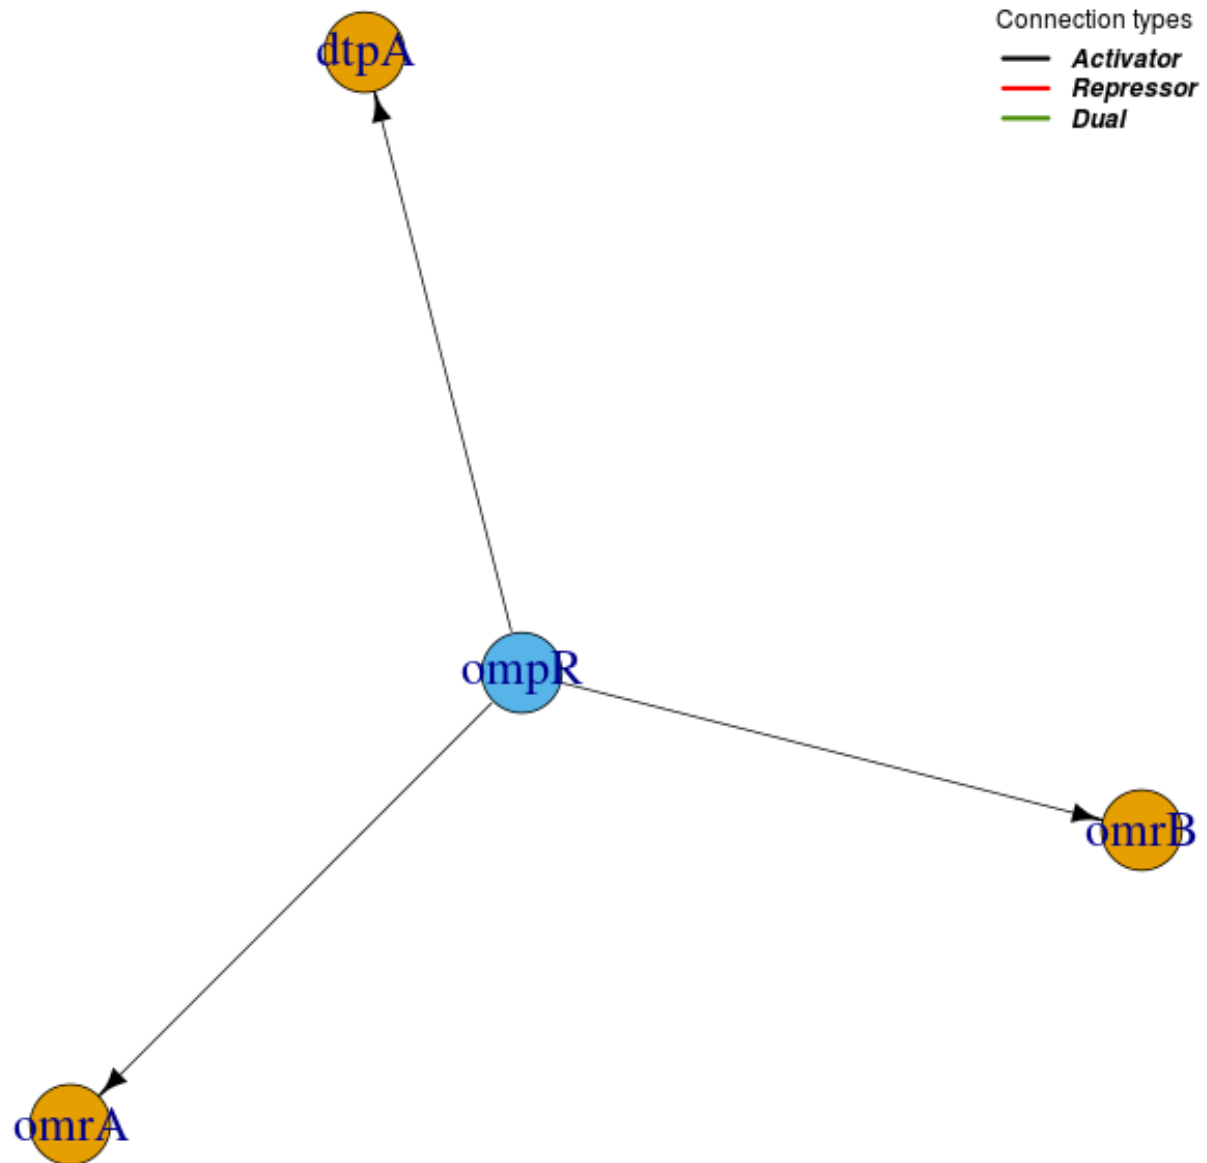 Connection types
Activator
Repressor
Dual
dtpA
ompR
omrB
omrA